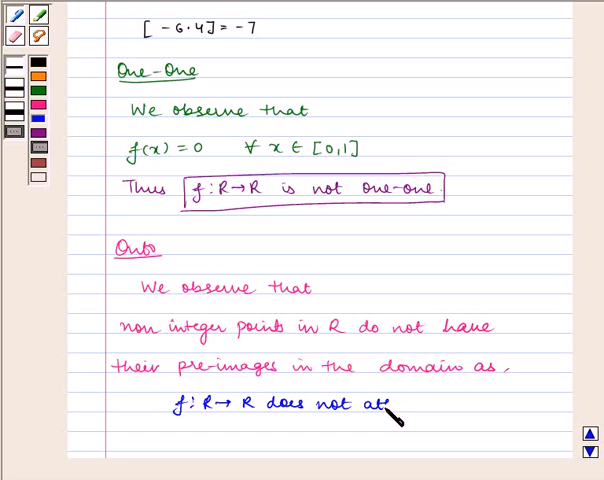 [ -6.4] = -7
One-One
We observe that
f(x) = 0 ∀ x ∈ [0,1]
Thus f : R → R is not one-one.
Onto
We observe that
non integer points in R do not have
their pre-images in the domain as,
f : R → R does not att